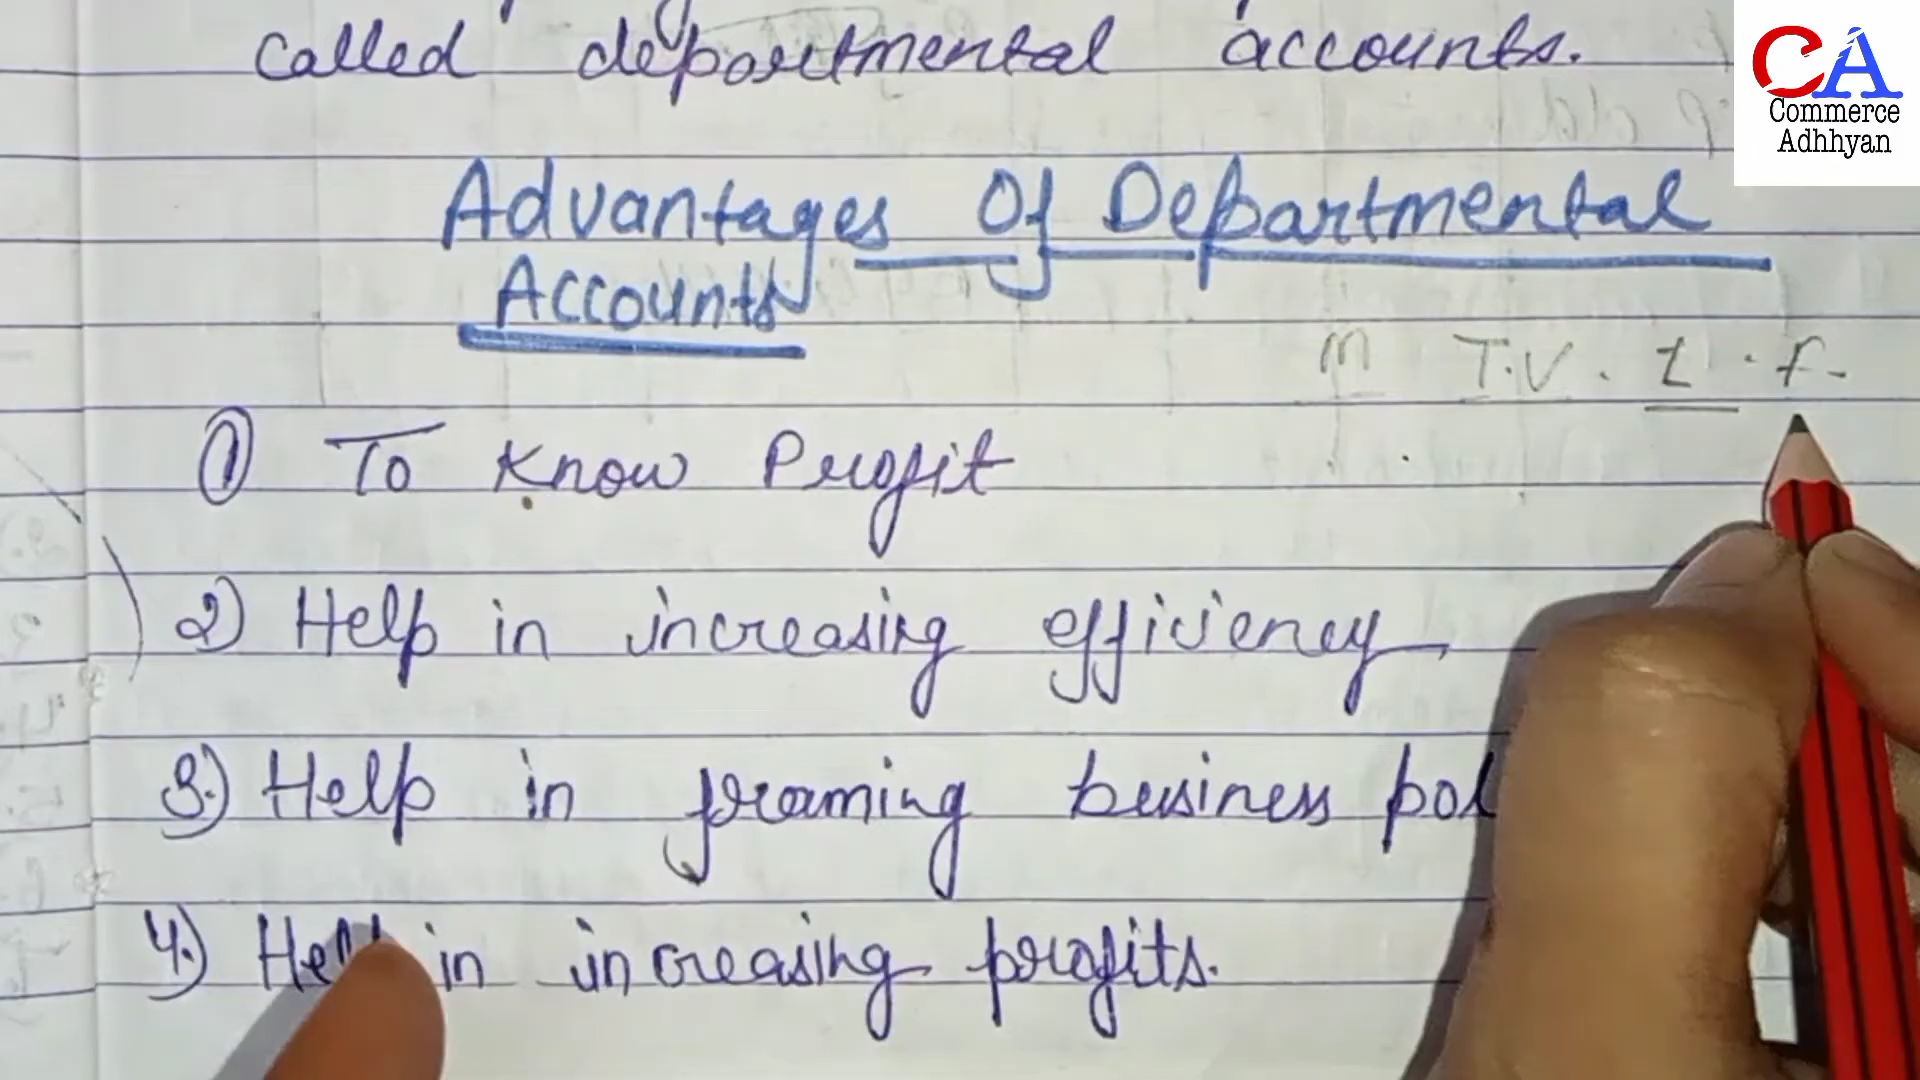 called departmental accounts.
CA
Commerce
Adhhyan
Advantages Of Departmental
Accounts
M T.V. L. F.
① To Know Profit
2) Help in increasing efficiency
3.) Help in framing business pol
4.) Help in increasing profits.